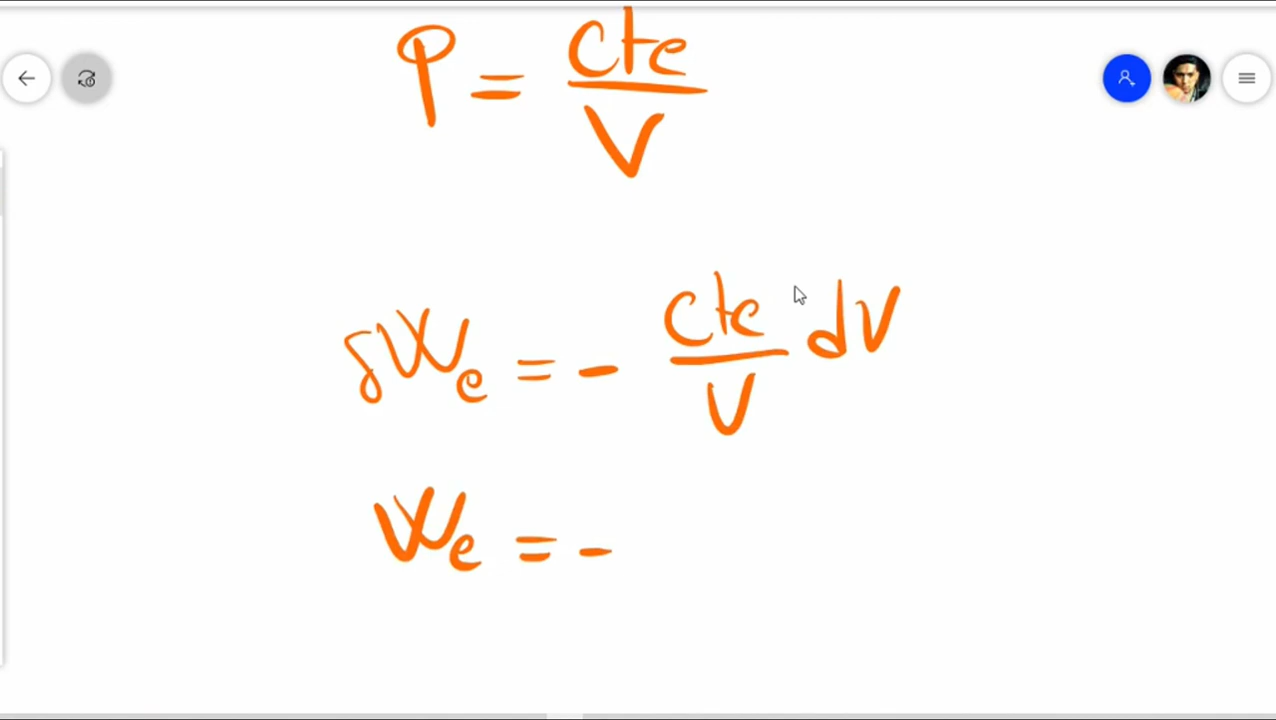 P = cte/V
δWe = - cte/V dV
We = -